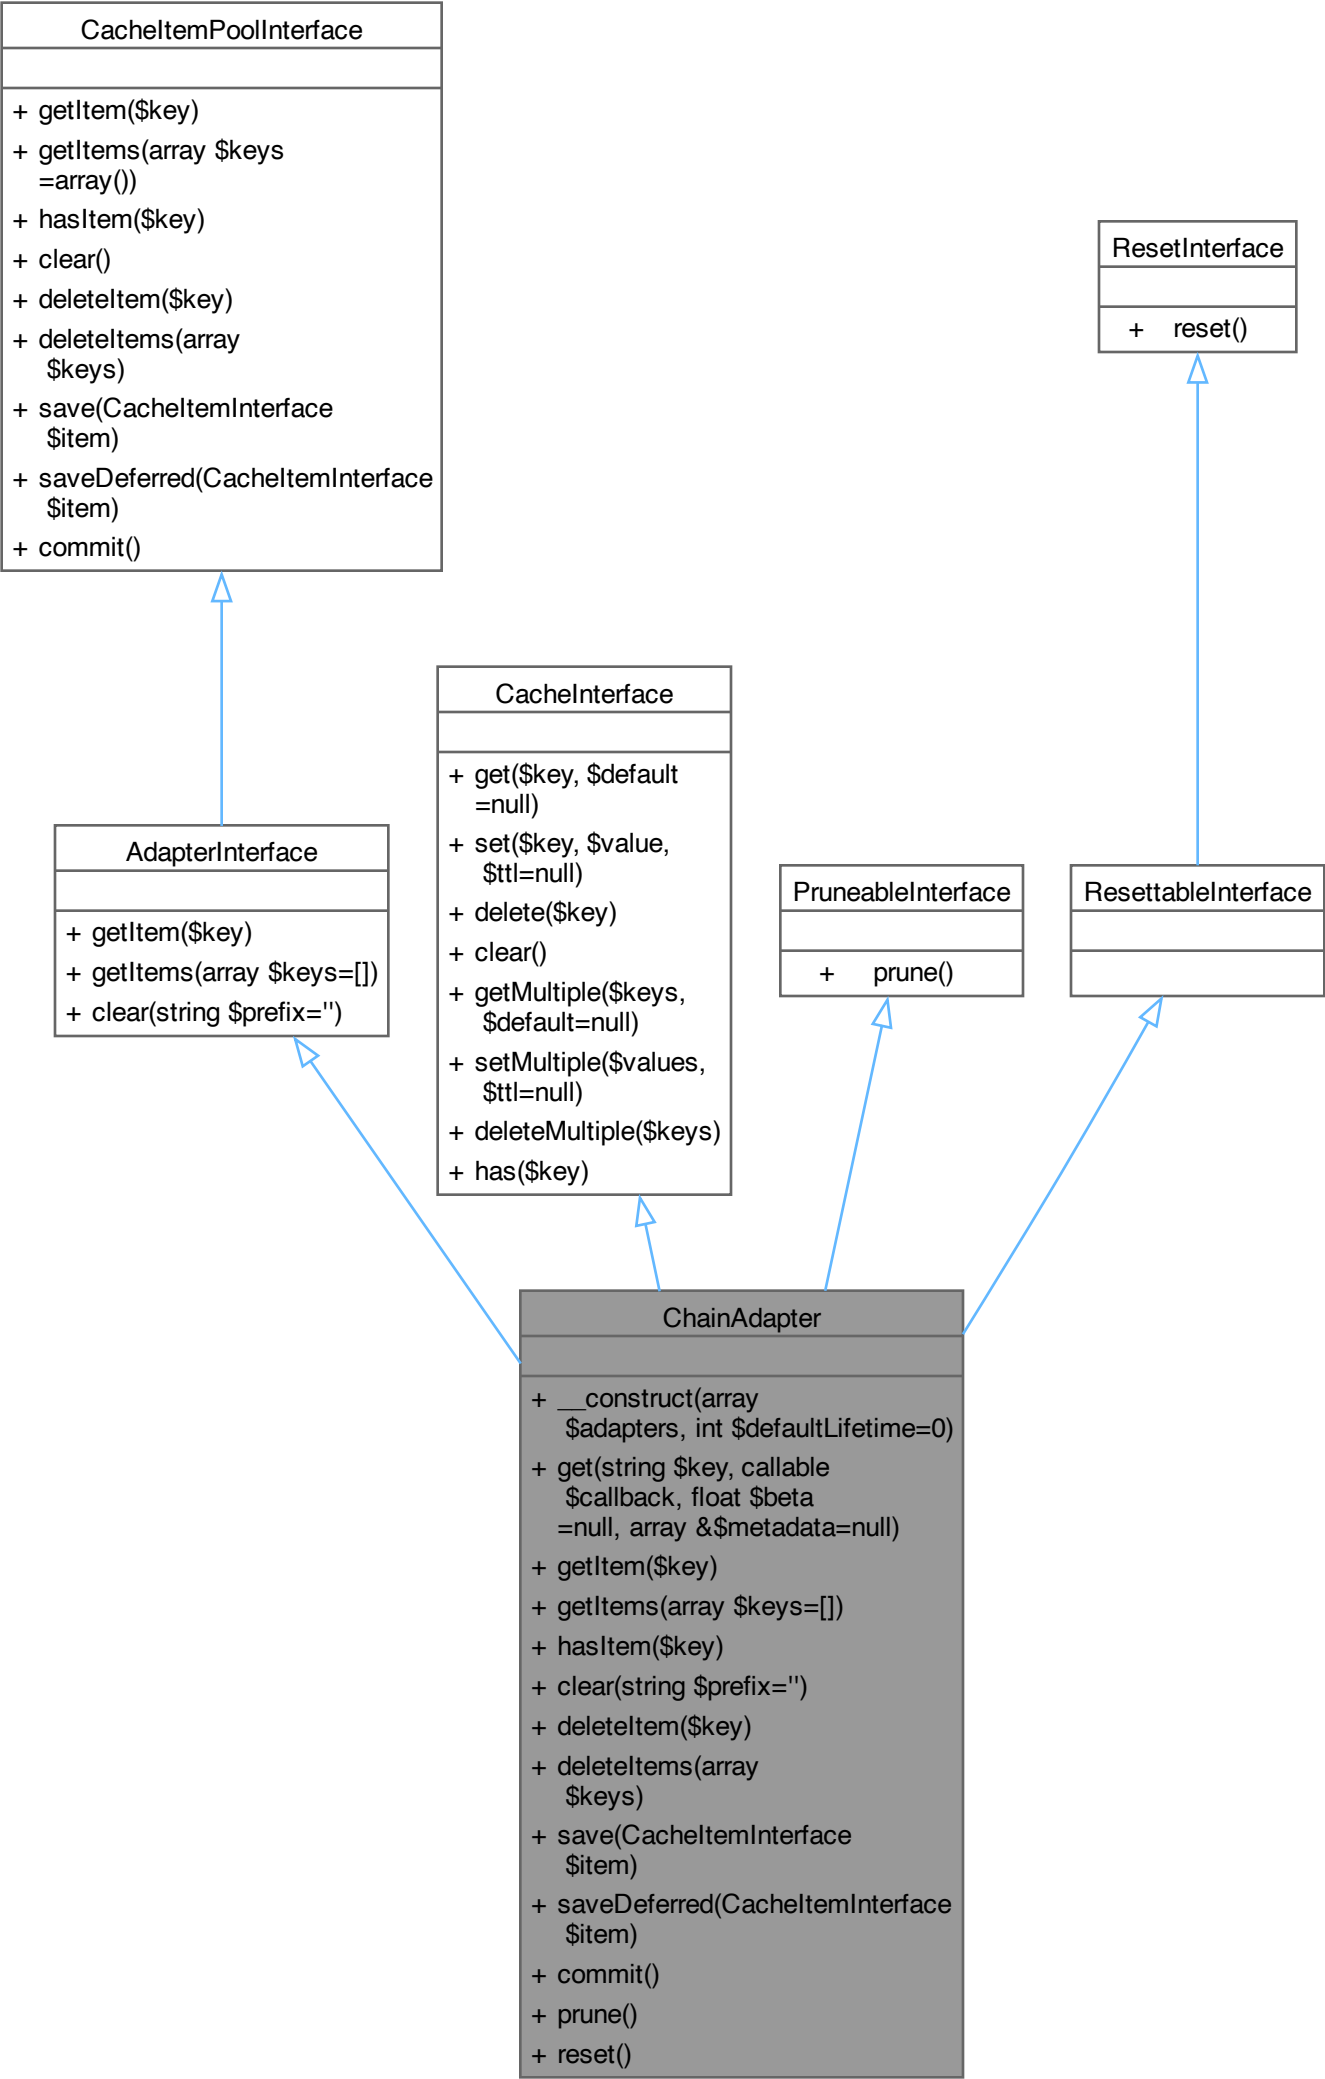 CacheItemPoolInterface
+ getItem($key)
+ getItems(array $keys
=array())
+ hasItem($key)
+ clear()
+ deleteItem($key)
+ deleteItems(array
$keys)
+ save(CacheItemInterface
$item)
+ saveDeferred(CacheItemInterface
$item)
+ commit()
ResetInterface
+ reset()
CacheInterface
+ get($key, $default
=null)
+ set($key, $value,
$ttl=null)
+ delete($key)
+ clear()
+ getMultiple($keys,
$default=null)
+ setMultiple($values,
$ttl=null)
+ deleteMultiple($keys)
+ has($key)
AdapterInterface
+ getItem($key)
+ getItems(array $keys=[])
+ clear(string $prefix='')
PruneableInterface
+ prune()
ResettableInterface
ChainAdapter
+ __construct(array
$adapters, int $defaultLifetime=0)
+ get(string $key, callable
$callback, float $beta
=null, array &$metadata=null)
+ getItem($key)
+ getItems(array $keys=[])
+ hasItem($key)
+ clear(string $prefix='')
+ deleteItem($key)
+ deleteItems(array
$keys)
+ save(CacheItemInterface
$item)
+ saveDeferred(CacheItemInterface
$item)
+ commit()
+ prune()
+ reset()